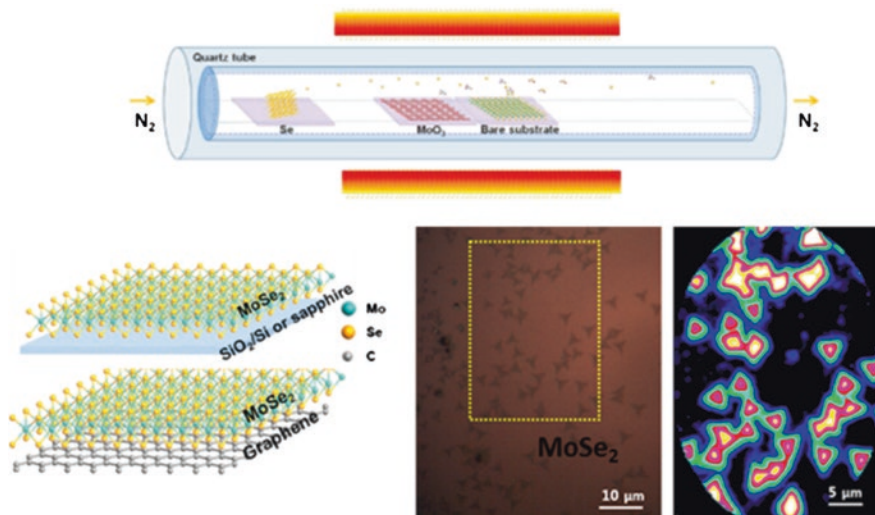 Quartz tube
N₂
N₂
Se
MoO₃
Bare substrate
MoSe₂
SiO₂/Si or sapphire
Mo
Se
C
MoSe₂
Graphene
MoSe₂
10 μm
5 μm